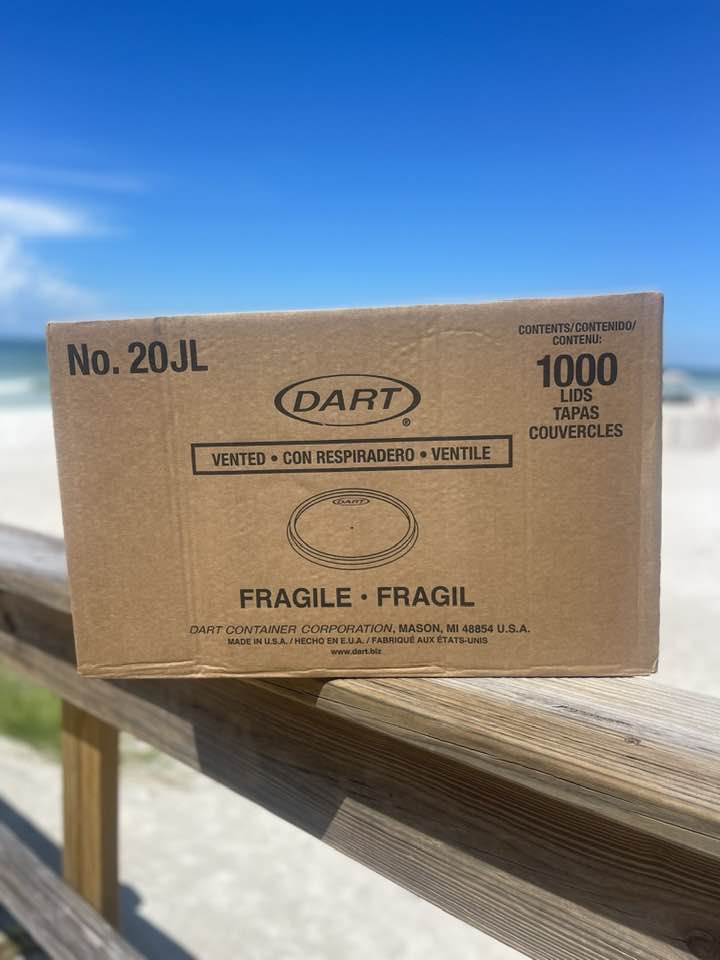 No. 20JL
CONTENTS/CONTENIDO/
CONTENU:
1000
LIDS
TAPAS
COUVERCLES
DART®
VENTED • CON RESPIRADERO • VENTILE
DART
FRAGILE • FRAGIL
DART CONTAINER CORPORATION, MASON, MI 48854 U.S.A.
MADE IN U.S.A. / HECHO EN E.U.A. / FABRIQUÉ AUX ÉTATS-UNIS
www.dart.biz